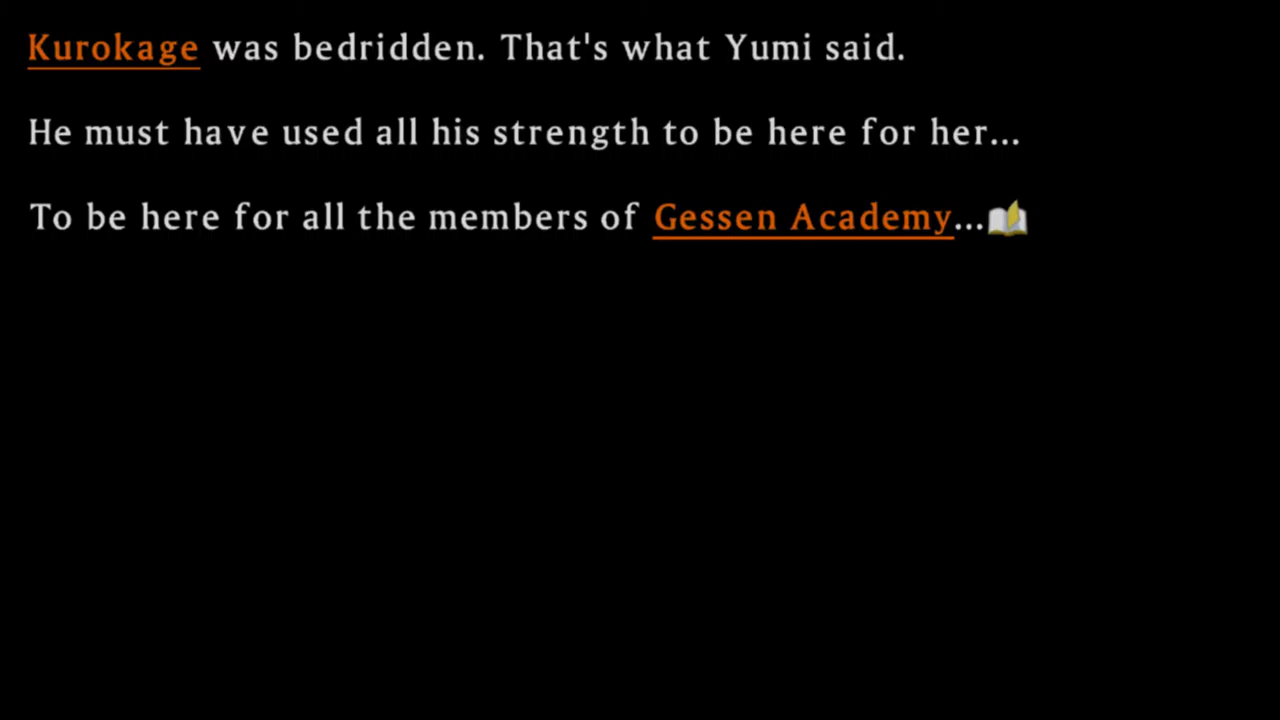 Kurokage was bedridden. That's what Yumi said.
He must have used all his strength to be here for her...
To be here for all the members of Gessen Academy...